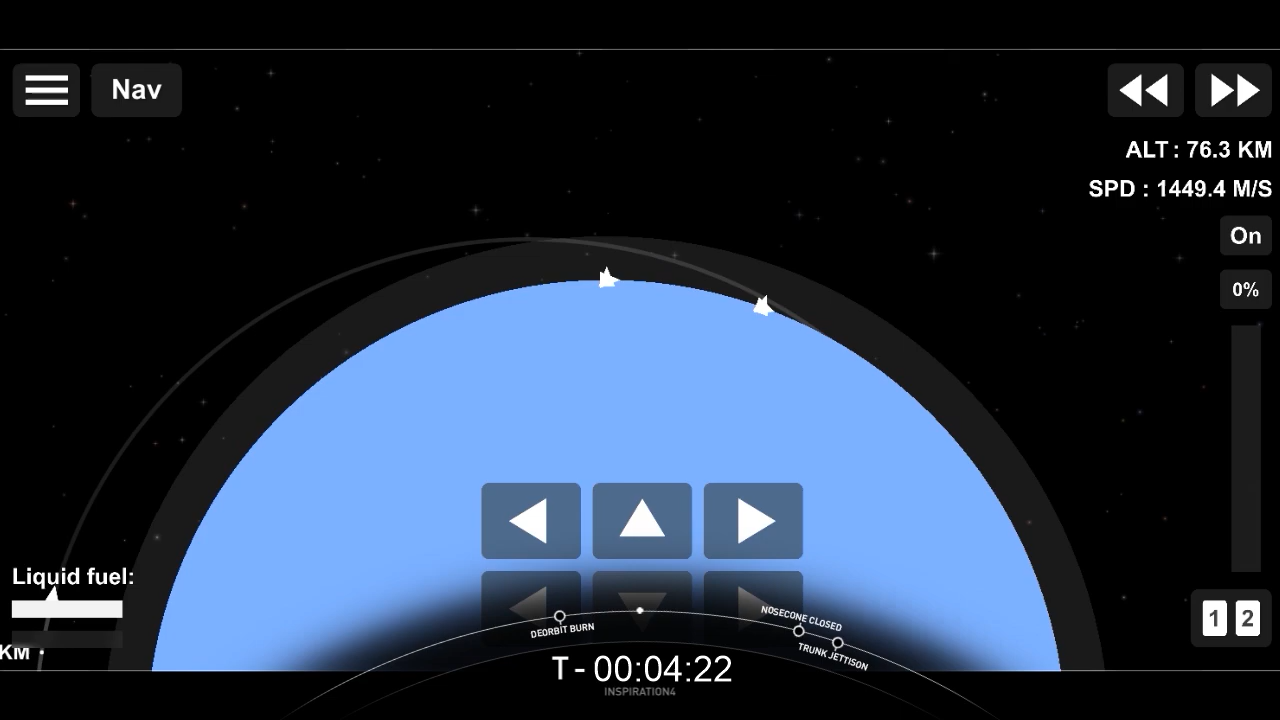 Nav
ALT : 76.3 KM
SPD : 1449.4 M/S
On
0%
Liquid fuel:
KM
1 2
DEORBIT BURN
NOSECONE CLOSED
TRUNK JETTISON
T - 00:04:22
INSPIRATION4